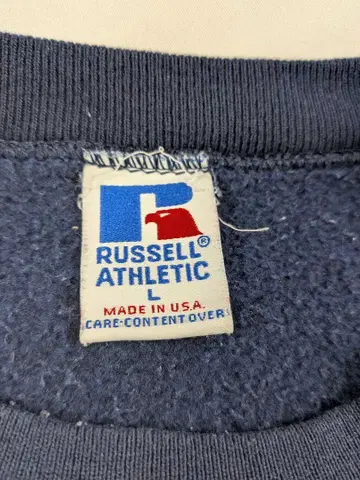 RUSSELL®
ATHLETIC
L
MADE IN U.S.A.
CARE-CONTENT OVER